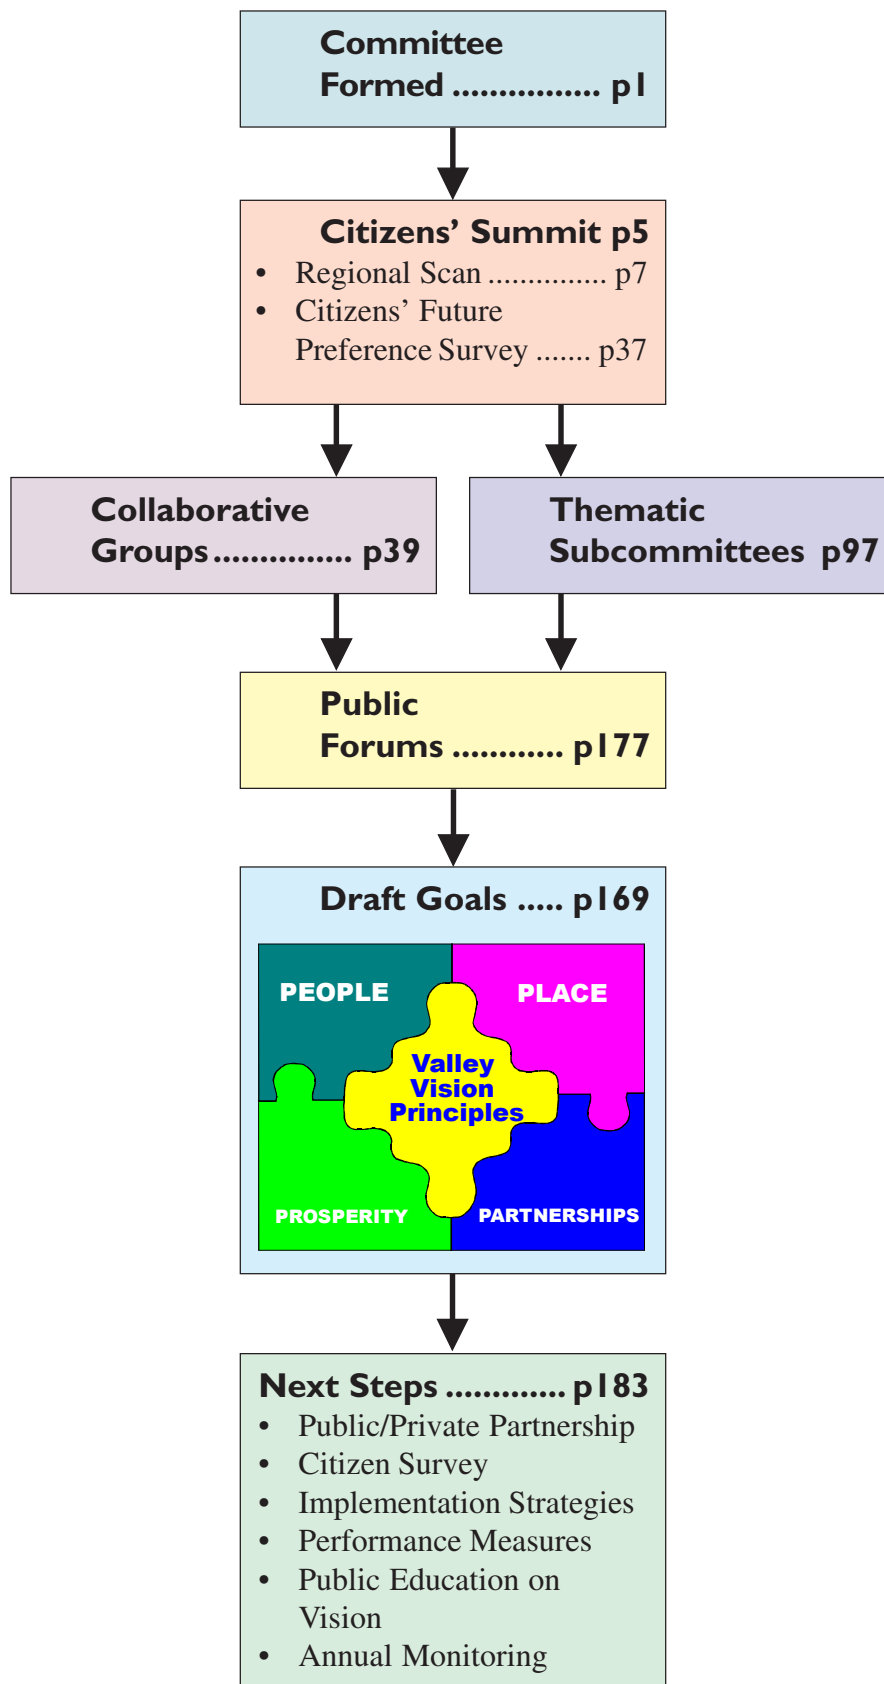 Committee
Formed ................ p1
Citizens’ Summit p5
• Regional Scan ............... p7
• Citizens’ Future
Preference Survey ....... p37
Collaborative
Groups ............... p39
Thematic
Subcommittees p97
Public
Forums ............ p177
Draft Goals ..... p169
PEOPLE
PLACE
Valley
Vision
Principles
PROSPERITY
PARTNERSHIPS
Next Steps ............. p183
• Public/Private Partnership
• Citizen Survey
• Implementation Strategies
• Performance Measures
• Public Education on
Vision
• Annual Monitoring